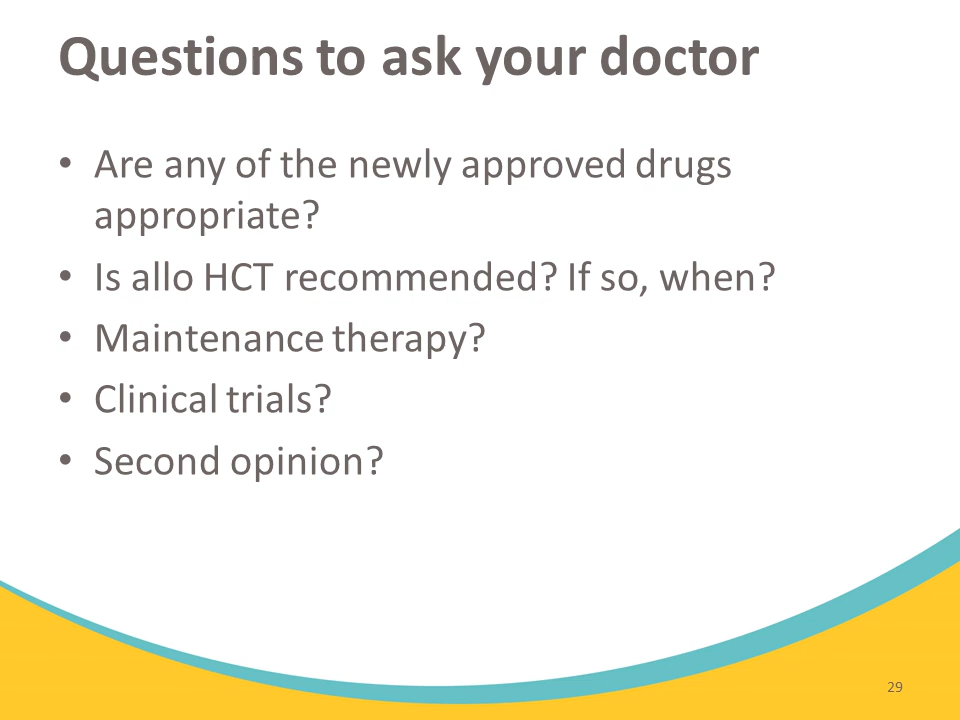 Questions to ask your doctor
• Are any of the newly approved drugs
appropriate?
• Is allo HCT recommended? If so, when?
• Maintenance therapy?
• Clinical trials?
• Second opinion?
29